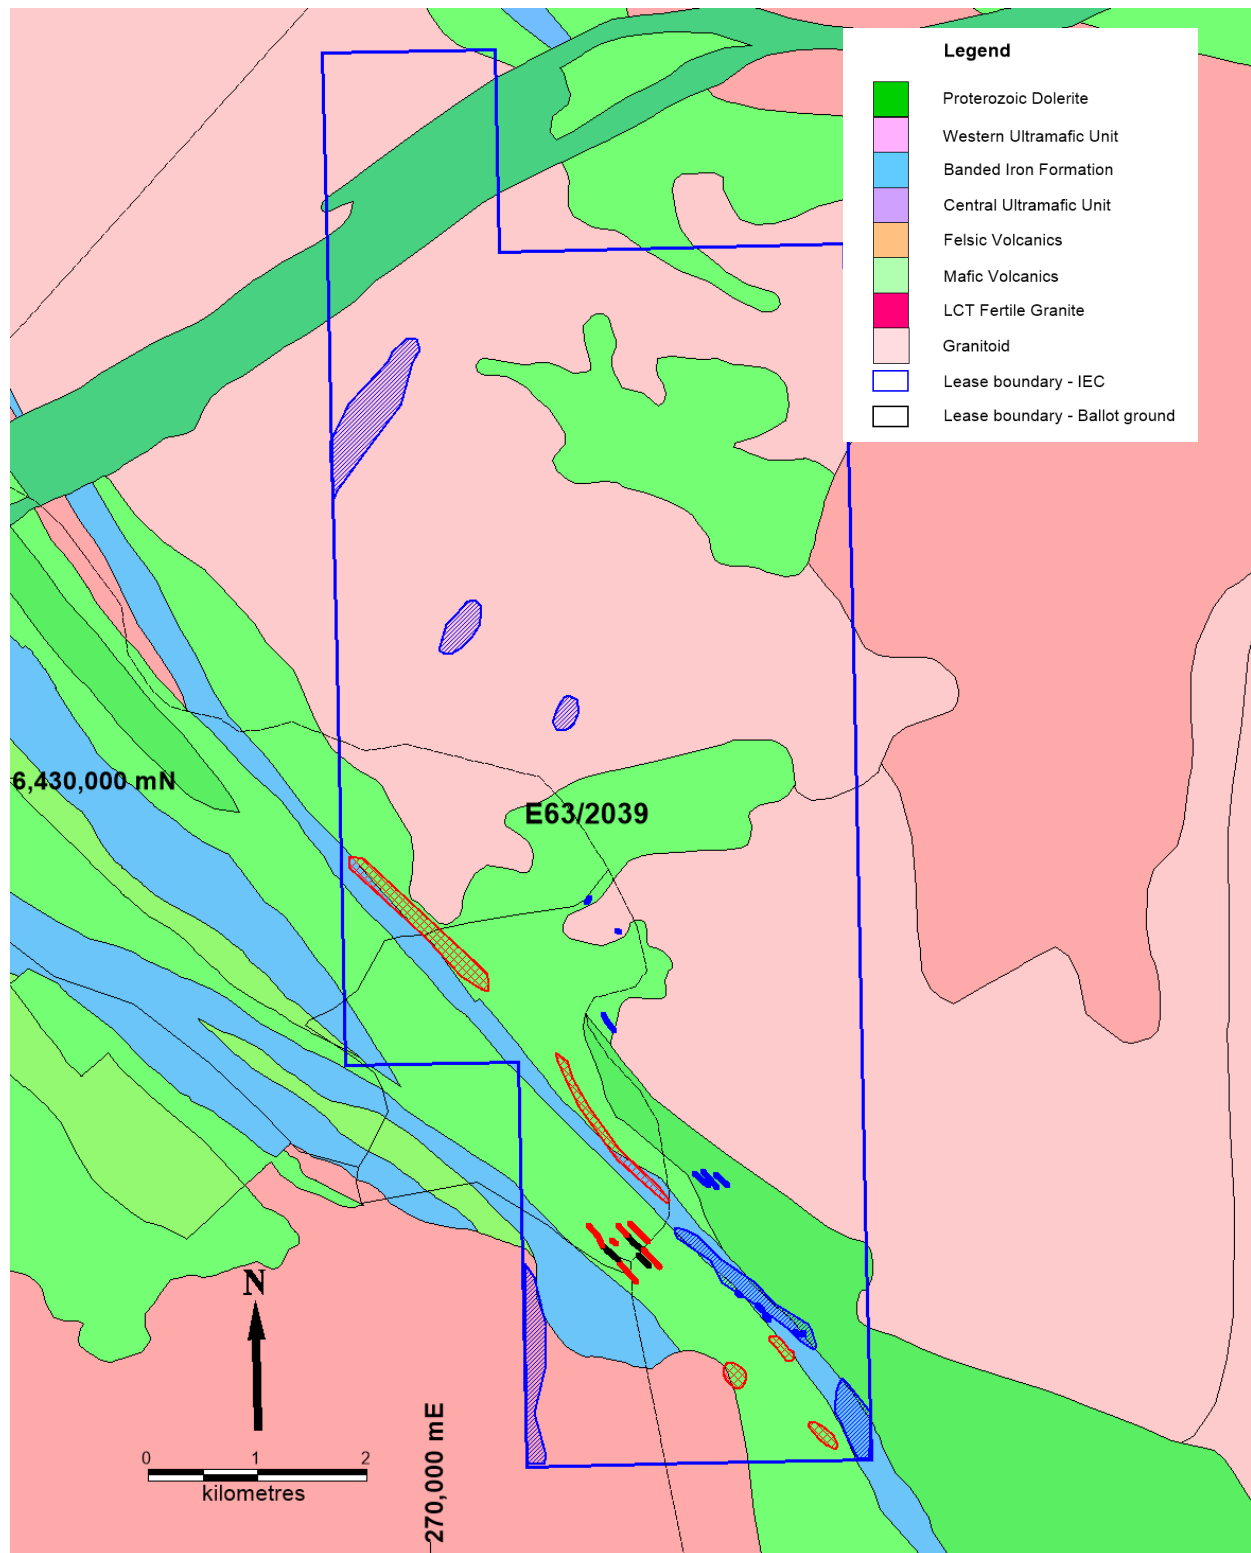 Legend
Proterozoic Dolerite
Western Ultramafic Unit
Banded Iron Formation
Central Ultramafic Unit
Felsic Volcanics
Mafic Volcanics
LCT Fertile Granite
Granitoid
Lease boundary - IEC
Lease boundary - Ballot ground
6,430,000 mN
E63/2039
N
0 1 2
kilometres
270,000 mE